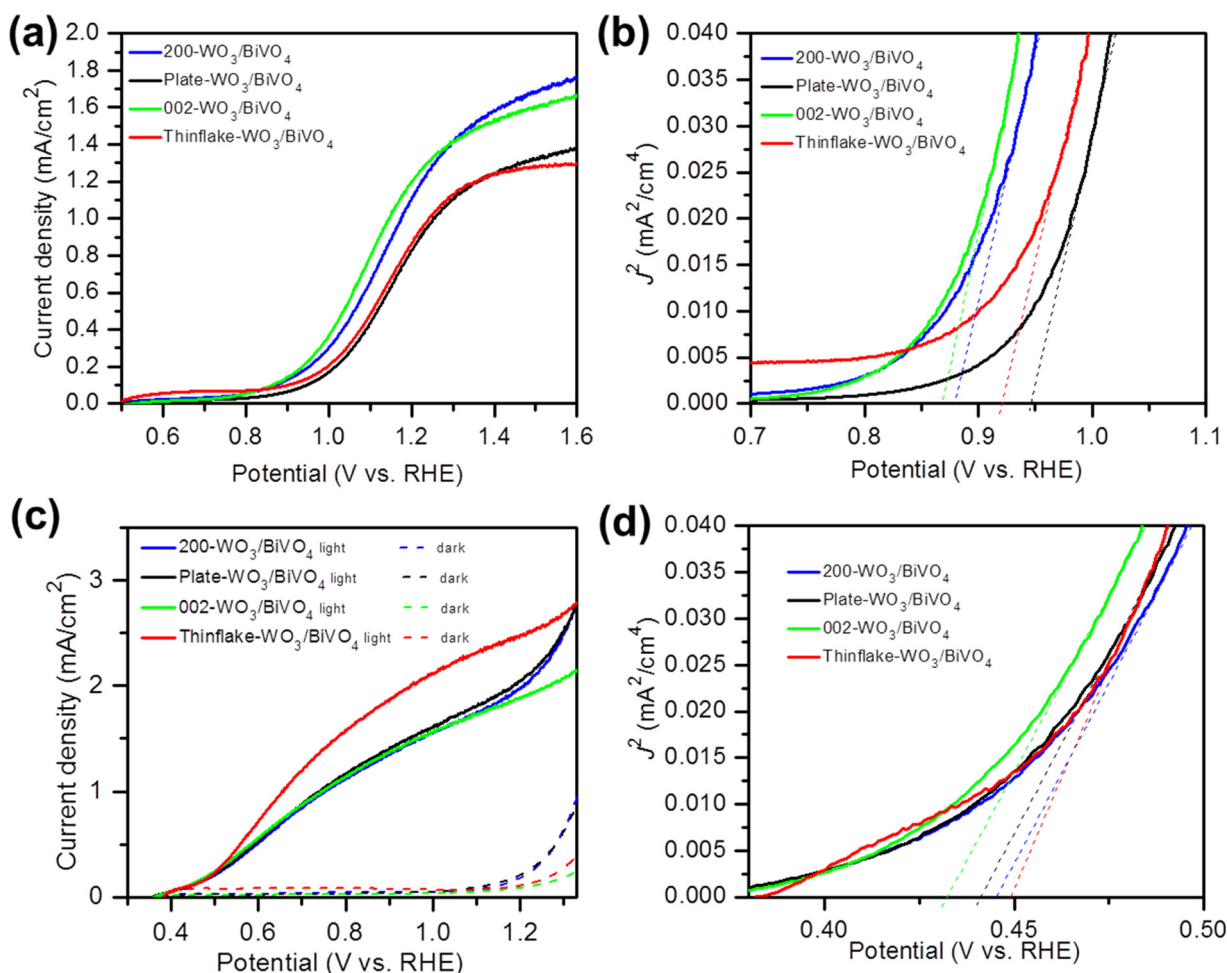 (a)
200-WO₃/BiVO₄
Plate-WO₃/BiVO₄
002-WO₃/BiVO₄
Thinflake-WO₃/BiVO₄
Current density (mA/cm²)
2.0
1.8
1.6
1.4
1.2
1.0
0.8
0.6
0.4
0.2
0.0
0.6 0.8 1.0 1.2 1.4 1.6
Potential (V vs. RHE)
(b)
200-WO₃/BiVO₄
Plate-WO₃/BiVO₄
002-WO₃/BiVO₄
Thinflake-WO₃/BiVO₄
J² (mA²/cm⁴)
0.040
0.035
0.030
0.025
0.020
0.015
0.010
0.005
0.000
0.7 0.8 0.9 1.0 1.1
Potential (V vs. RHE)
(c)
200-WO₃/BiVO₄ light dark
Plate-WO₃/BiVO₄ light dark
002-WO₃/BiVO₄ light dark
Thinflake-WO₃/BiVO₄ light dark
Current density (mA/cm²)
3
2
1
0
0.4 0.6 0.8 1.0 1.2
Potential (V vs. RHE)
(d)
200-WO₃/BiVO₄
Plate-WO₃/BiVO₄
002-WO₃/BiVO₄
Thinflake-WO₃/BiVO₄
J² (mA²/cm⁴)
0.040
0.035
0.030
0.025
0.020
0.015
0.010
0.005
0.000
0.40 0.45 0.50
Potential (V vs. RHE)